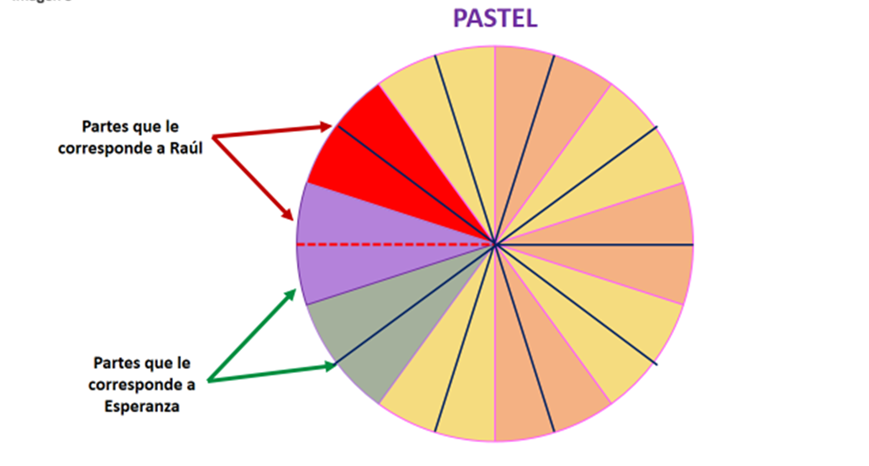 PASTEL
Partes que le
corresponde a Raúl
Partes que le
corresponde a
Esperanza